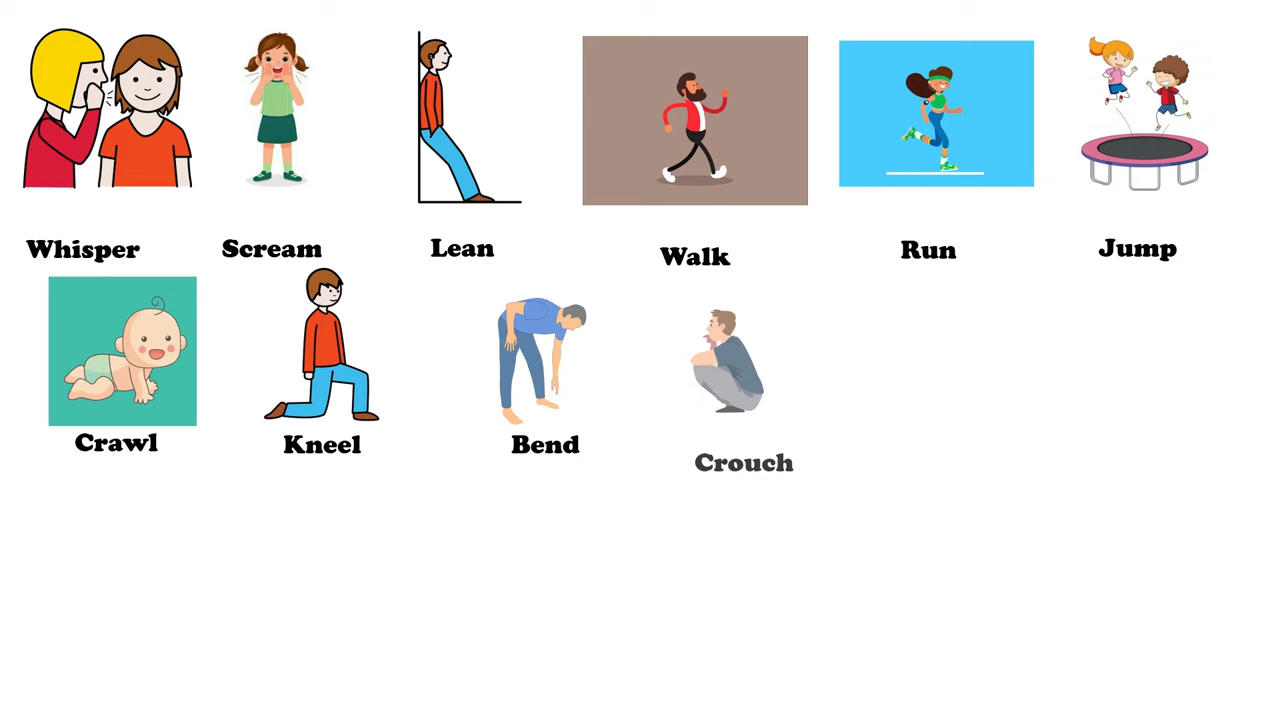 Whisper
Scream
Lean
Walk
Run
Jump
Crawl
Kneel
Bend
Crouch